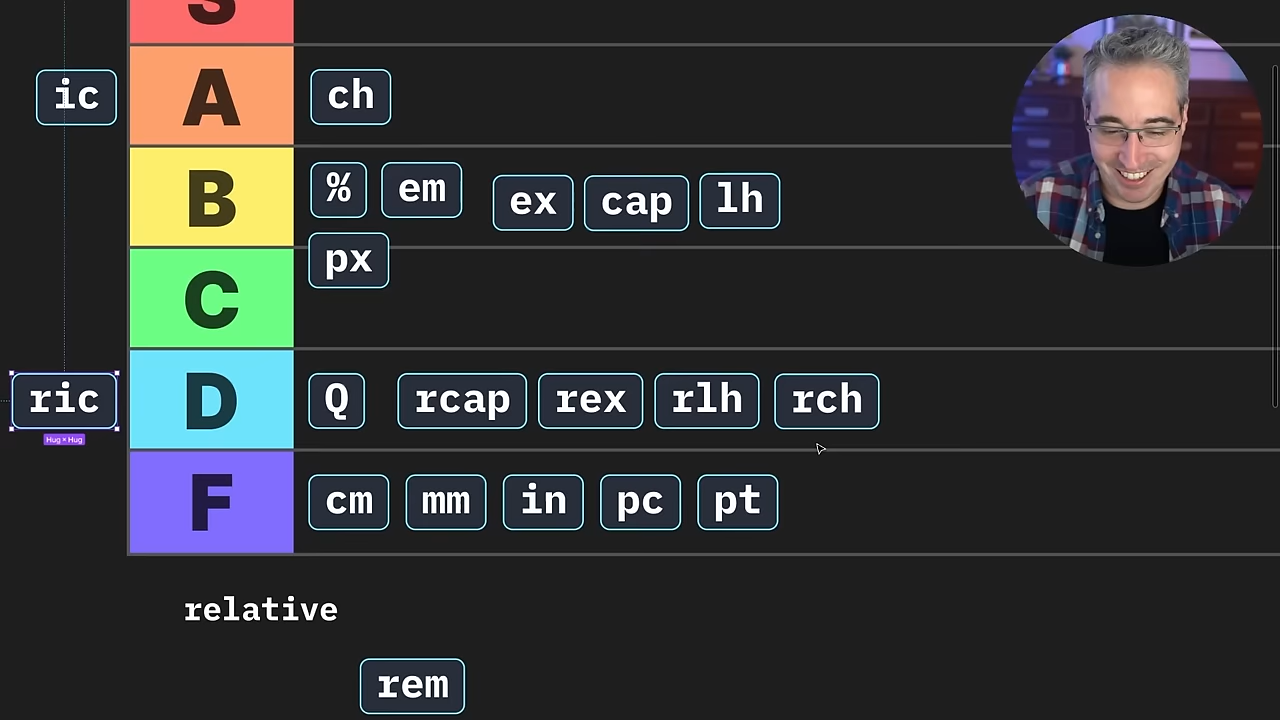 S
ic A ch
B % em ex cap lh
px
C
ric D Q rcap rex rlh rch
Hug × Hug
F cm mm in pc pt
relative
rem